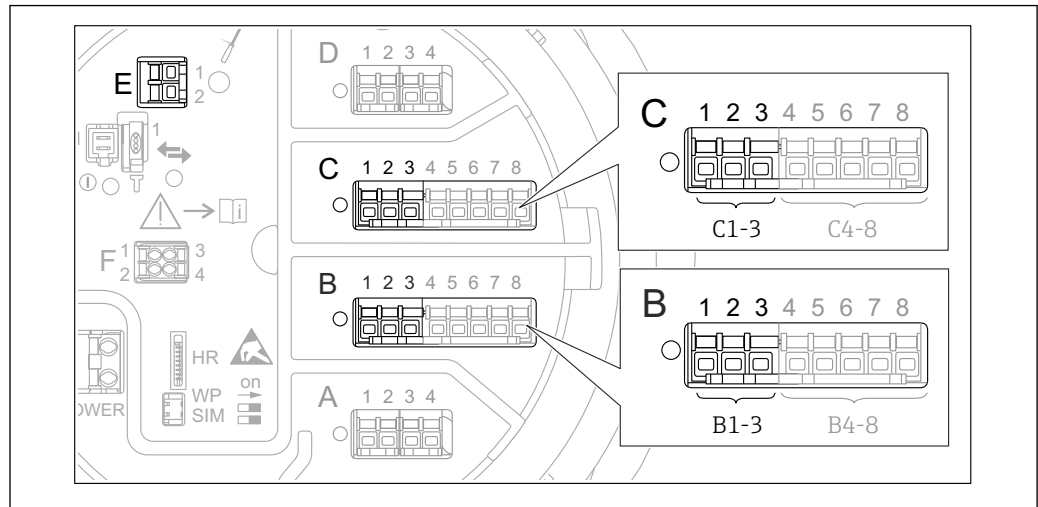 D 1 2 3 4
E 1
2
1
C 1 2 3 4 5 6 7 8
C 1 2 3 4 5 6 7 8
C1-3 C4-8
i
F 1 3
2 4
B 1 2 3 4 5 6 7 8
B 1 2 3 4 5 6 7 8
B1-3 B4-8
HR
WP on
SIM
OWER
A 1 2 3 4